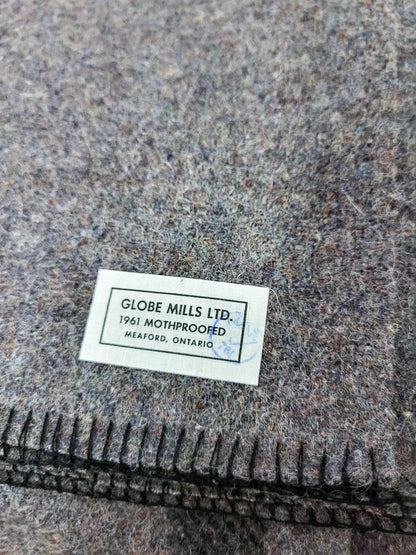 GLOBE MILLS LTD.
1961 MOTHPROOFED
MEAFORD, ONTARIO